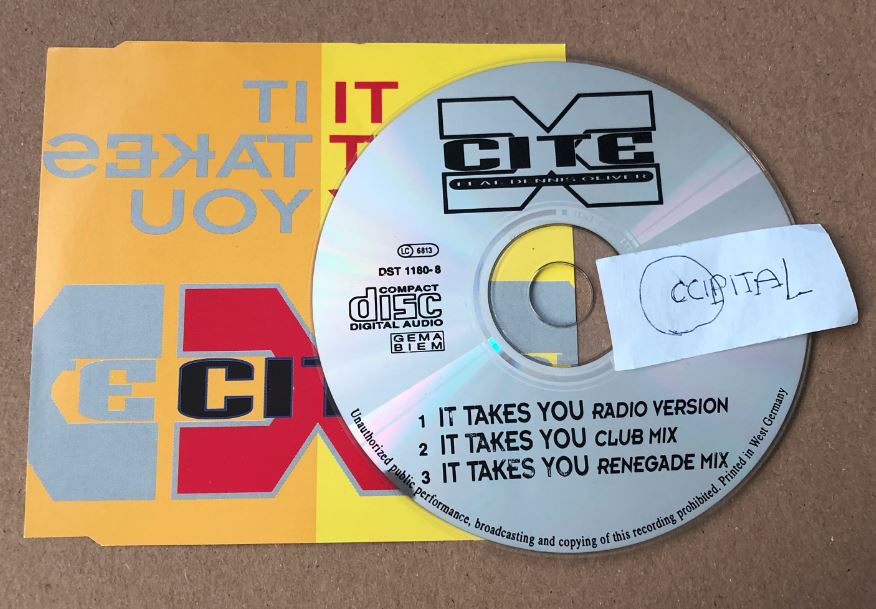 IT IT
TAKES T
YOU
CITE
FEAT. DENNIS OLIVER
LC 6813
DST 1180-8
COMPACT
disc
DIGITAL AUDIO
GEMA
BIEM
OCCIPITAL
E CIT
1 IT TAKES YOU RADIO VERSION
2 IT TAKES YOU CLUB MIX
3 IT TAKES YOU RENEGADE MIX
Unauthorized public performance, broadcasting and copying of this recording prohibited. Printed in West Germany